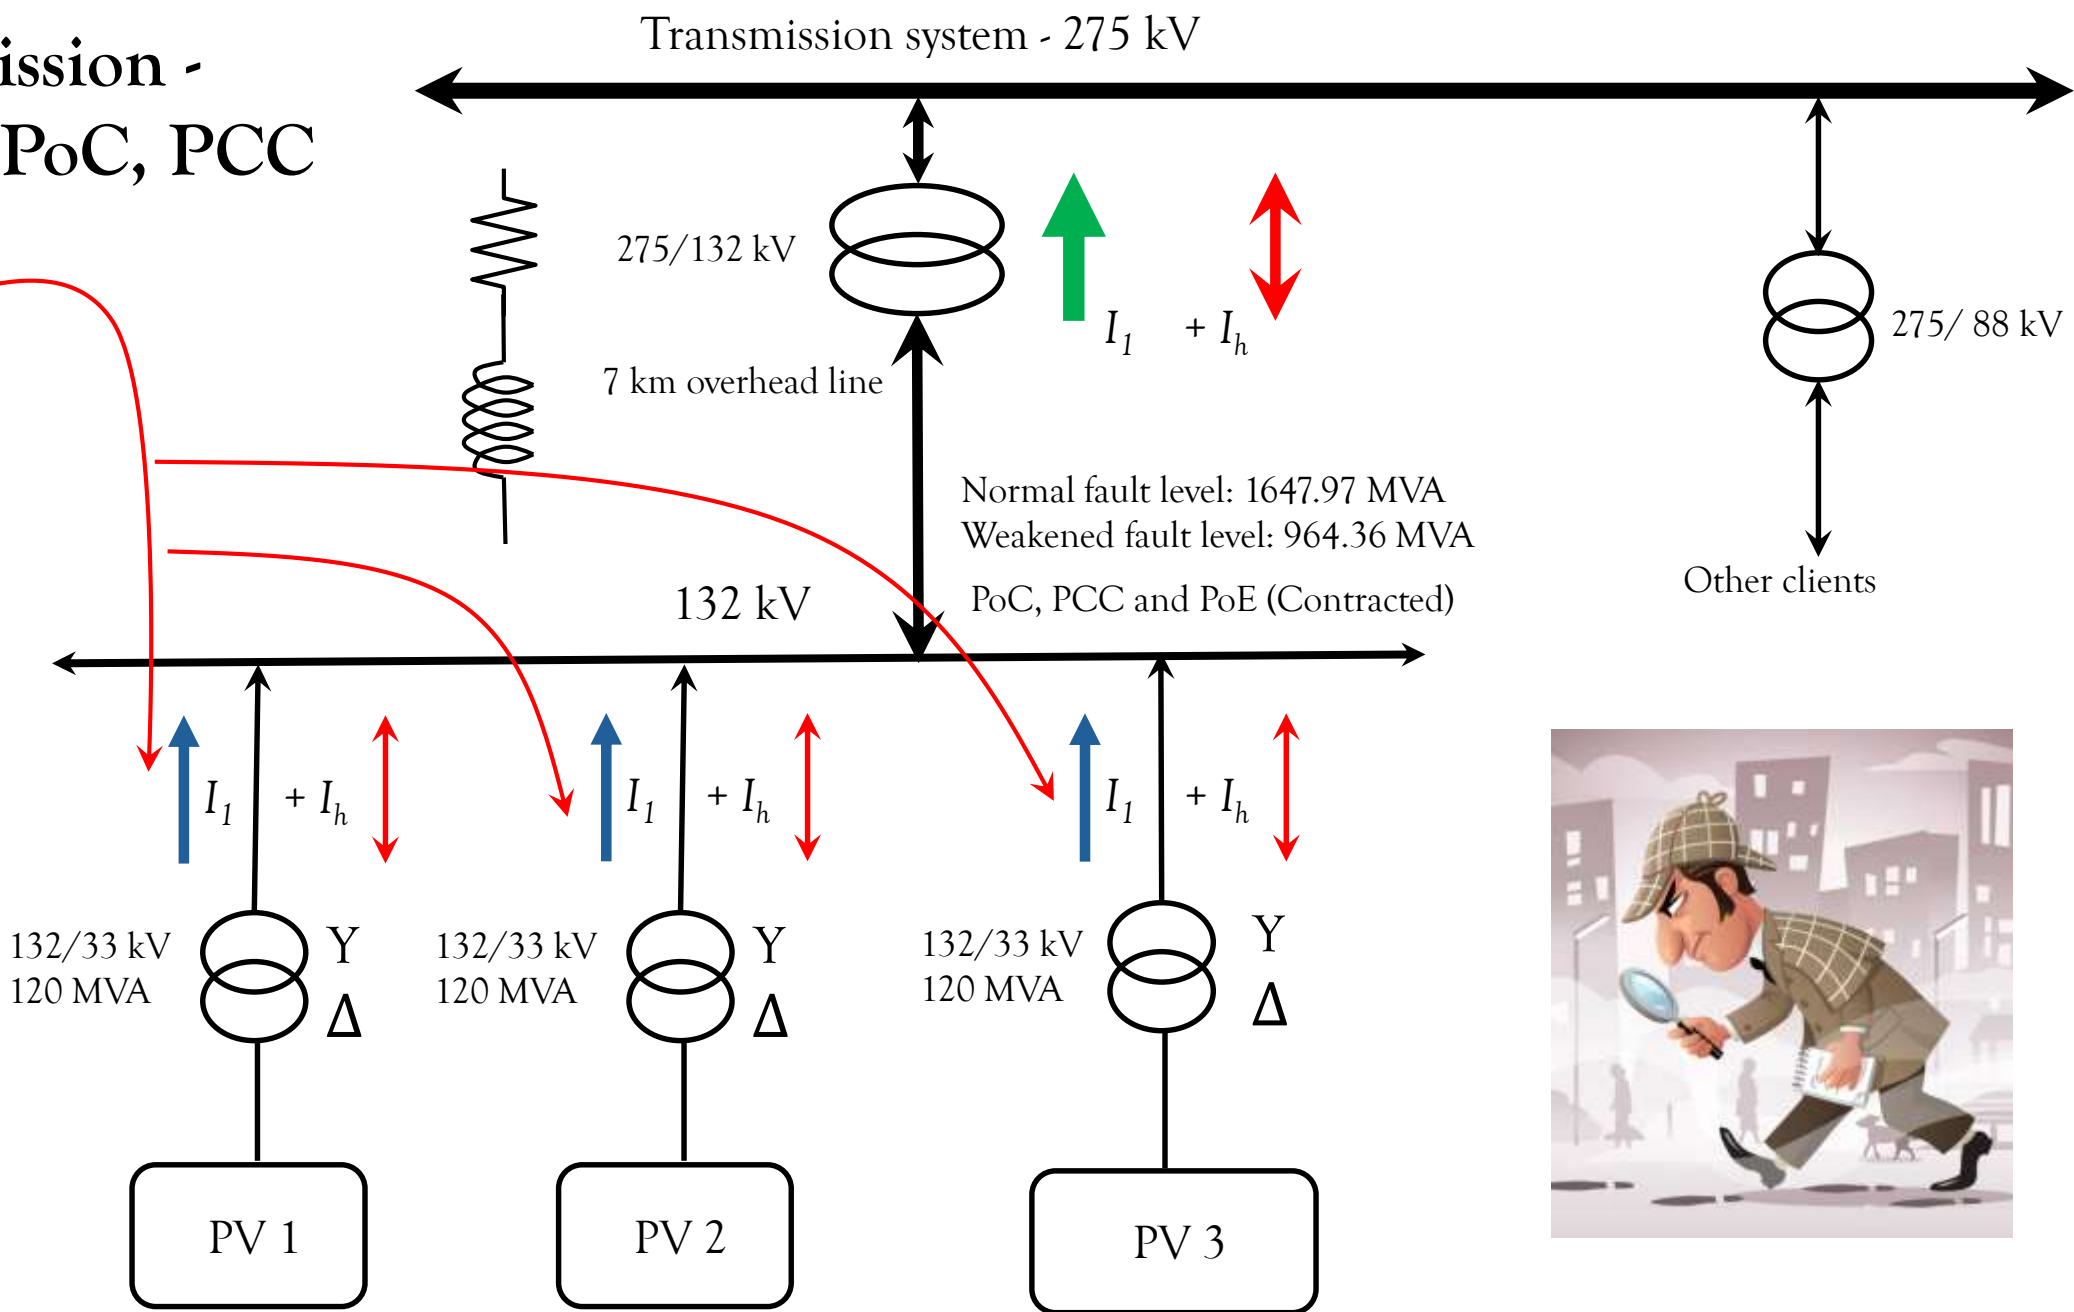 ission -
PoC, PCC
Transmission system - 275 kV
275/132 kV
I1 + Ih
7 km overhead line
275/ 88 kV
Normal fault level: 1647.97 MVA
Weakened fault level: 964.36 MVA
PoC, PCC and PoE (Contracted)
Other clients
132 kV
I1 + Ih
I1 + Ih
I1 + Ih
132/33 kV
120 MVA
Y
Δ
132/33 kV
120 MVA
Y
Δ
132/33 kV
120 MVA
Y
Δ
PV 1
PV 2
PV 3